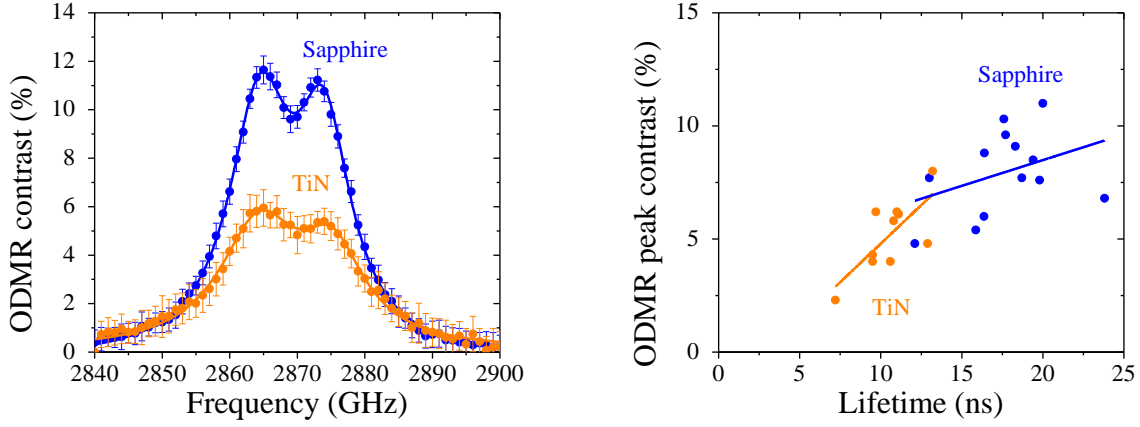 ODMR contrast (%)
14
12
10
8
6
4
2
0
Sapphire
TiN
2840 2850 2860 2870 2880 2890 2900
Frequency (GHz)
ODMR peak contrast (%)
15
10
5
0
Sapphire
TiN
0 5 10 15 20 25
Lifetime (ns)